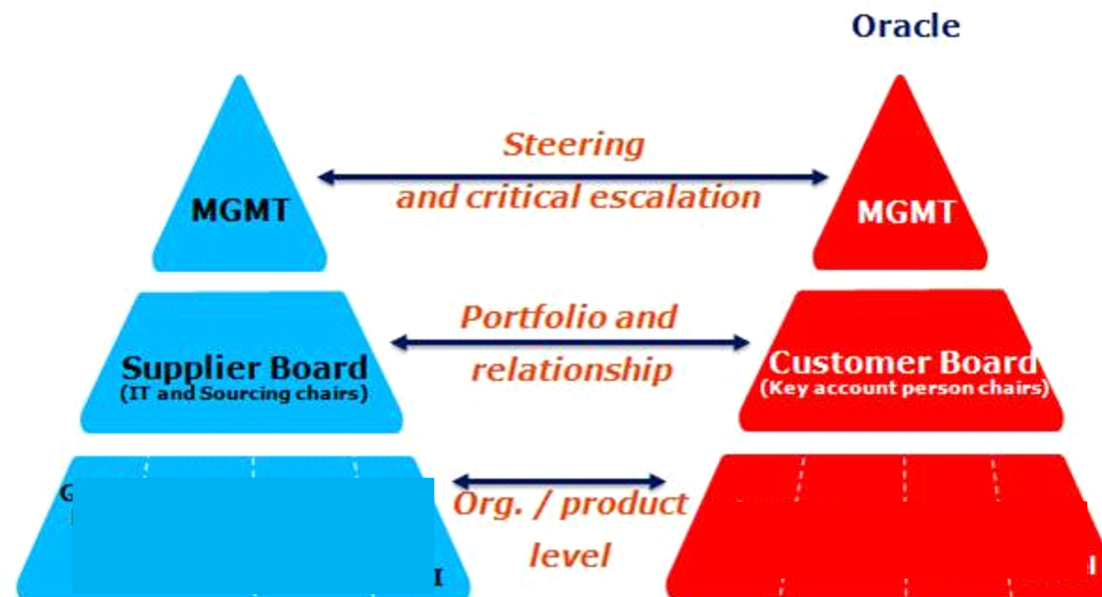 Oracle
Steering
and critical escalation
MGMT
MGMT
Portfolio and
relationship
Supplier Board
(IT and Sourcing chairs)
Customer Board
(Key account person chairs)
Org. / product
level